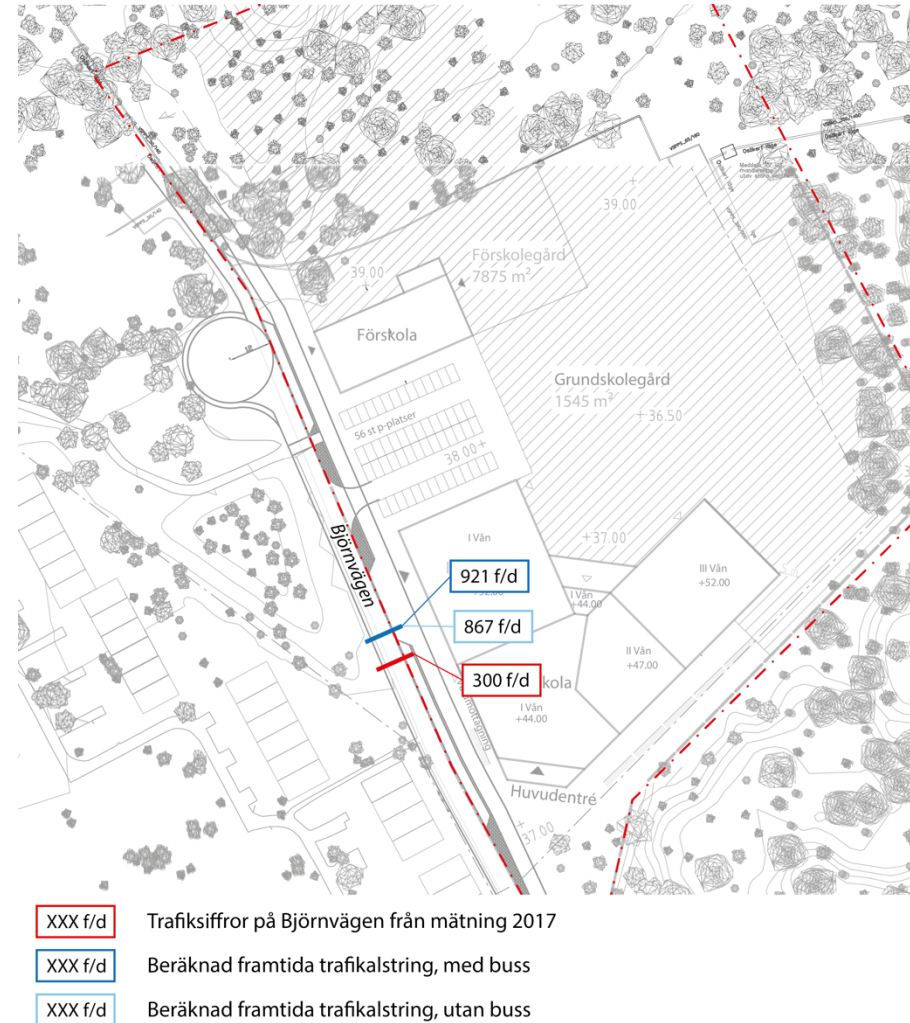 Osäkert läge
39.00
Förskolegård
7875 m²
39.00
Förskola
Grundskolegård
1545 m²
+36.50
56 st p-platser
38.00+
Björnvägen
I Vån
+37.00
III Vån
+52.00
921 f/d
I Vån
+44.00
867 f/d
II Vån
+47.00
300 f/d
I Vån
+44.00
Huvudentré
37.00
XXX f/d Trafiksiffror på Björnvägen från mätning 2017
XXX f/d Beräknad framtida trafikalstring, med buss
XXX f/d Beräknad framtida trafikalstring, utan buss